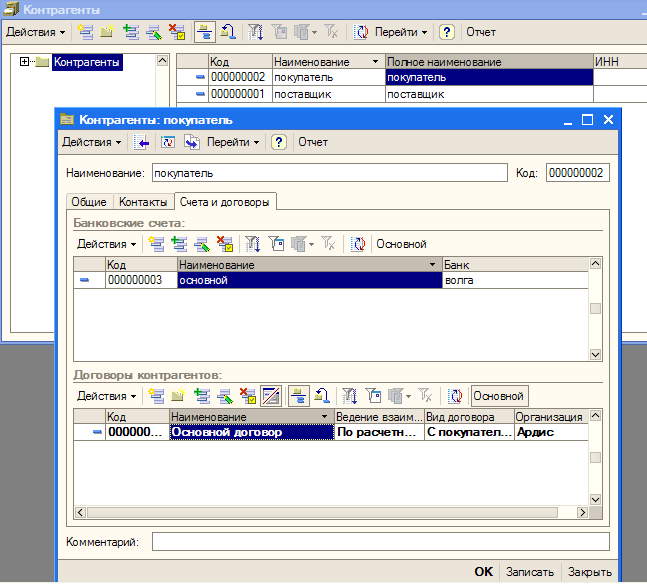 Контрагенты
Действия Перейти ? Отчет
Контрагенты
Код Наименование Полное наименование ИНН
000000002 покупатель покупатель
000000001 поставщик поставщик
Контрагенты: покупатель
Действия Перейти ? Отчет
Наименование: покупатель Код: 000000002
Общие Контакты Счета и договоры
Банковские счета:
Действия Основной
Код Наименование Банк
000000003 основной волга
Договоры контрагентов:
Действия Основной
Код Наименование Ведение взаим... Вид договора Организация
000000... Основной договор По расчетн... С покупател... Ардис
Комментарий:
OK Записать Закрыть